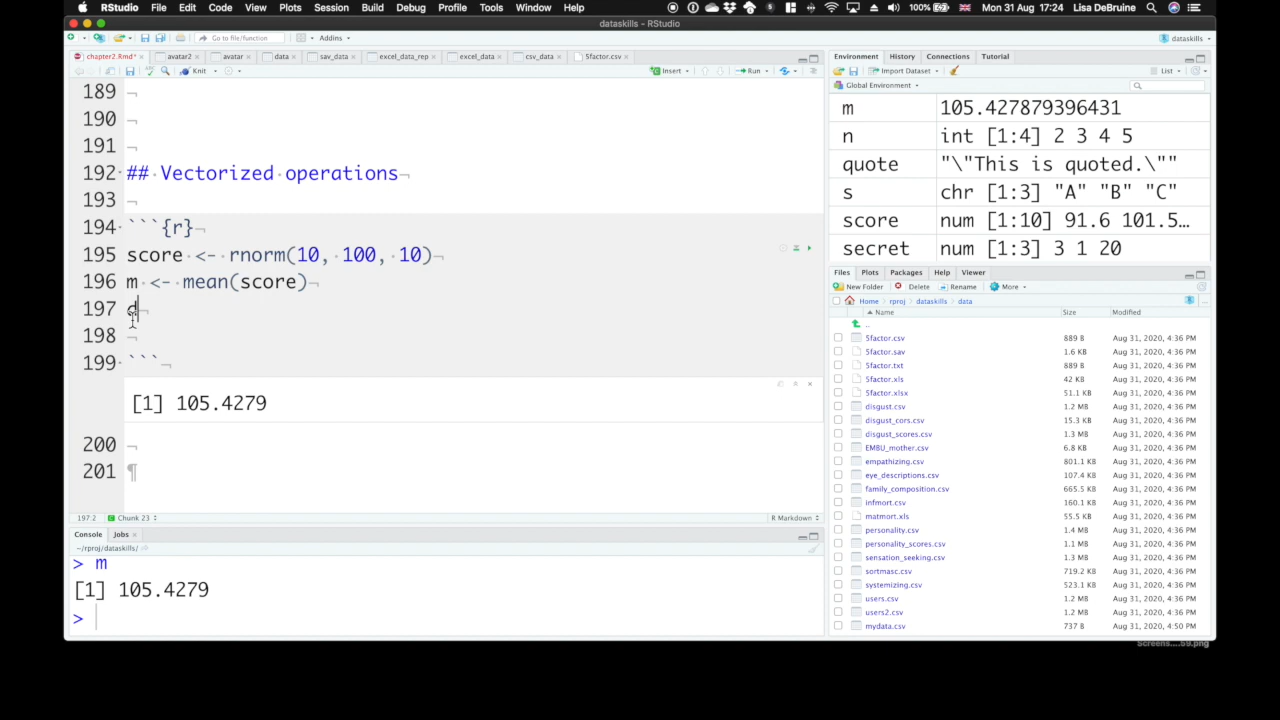 RStudio File Edit Code View Plots Session Build Debug Profile Tools Window Help 100% Mon 31 Aug 17:24 Lisa DeBruine
dataskills - RStudio
Go to file/function Addins dataskills
chapter2.Rmd* avatar2 avatar data sav_data excel_data_rep excel_data csv_data 5factor.csv
Knit Insert Run
189
190
191
192 ## Vectorized operations
193
194 ```{r}
195 score <- rnorm(10, 100, 10)
196 m <- mean(score)
197 d
198
199 ```
[1] 105.4279
200
201
197:2 Chunk 23 R Markdown
Console Jobs
~/rproj/dataskills/
> m
[1] 105.4279
>
Environment History Connections Tutorial
Import Dataset List
Global Environment
m 105.427879396431
n int [1:4] 2 3 4 5
quote "\"This is quoted.\""
s chr [1:3] "A" "B" "C"
score num [1:10] 91.6 101.5…
secret num [1:3] 3 1 20
Files Plots Packages Help Viewer
New Folder Delete Rename More
Home rproj dataskills data
Name Size Modified
..
5factor.csv 889 B Aug 31, 2020, 4:36 PM
5factor.sav 1.6 KB Aug 31, 2020, 4:36 PM
5factor.txt 889 B Aug 31, 2020, 4:36 PM
5factor.xls 42 KB Aug 31, 2020, 4:36 PM
5factor.xlsx 51.1 KB Aug 31, 2020, 4:36 PM
disgust.csv 1.2 MB Aug 31, 2020, 4:36 PM
disgust_cors.csv 15.3 KB Aug 31, 2020, 4:36 PM
disgust_scores.csv 1.3 MB Aug 31, 2020, 4:36 PM
EMBU_mother.csv 6.8 KB Aug 31, 2020, 4:36 PM
empathizing.csv 801.1 KB Aug 31, 2020, 4:36 PM
eye_descriptions.csv 107.4 KB Aug 31, 2020, 4:36 PM
family_composition.csv 665.5 KB Aug 31, 2020, 4:36 PM
infmort.csv 160.1 KB Aug 31, 2020, 4:36 PM
matmort.xls 55.5 KB Aug 31, 2020, 4:36 PM
personality.csv 1.4 MB Aug 31, 2020, 4:36 PM
personality_scores.csv 1.1 MB Aug 31, 2020, 4:36 PM
sensation_seeking.csv 1.3 MB Aug 31, 2020, 4:36 PM
sortmasc.csv 719.2 KB Aug 31, 2020, 4:36 PM
systemizing.csv 523.1 KB Aug 31, 2020, 4:36 PM
users.csv 1.2 MB Aug 31, 2020, 4:36 PM
users2.csv 1.2 MB Aug 31, 2020, 4:36 PM
mydata.csv 737 B Aug 31, 2020, 4:50 PM
Screens....59.png